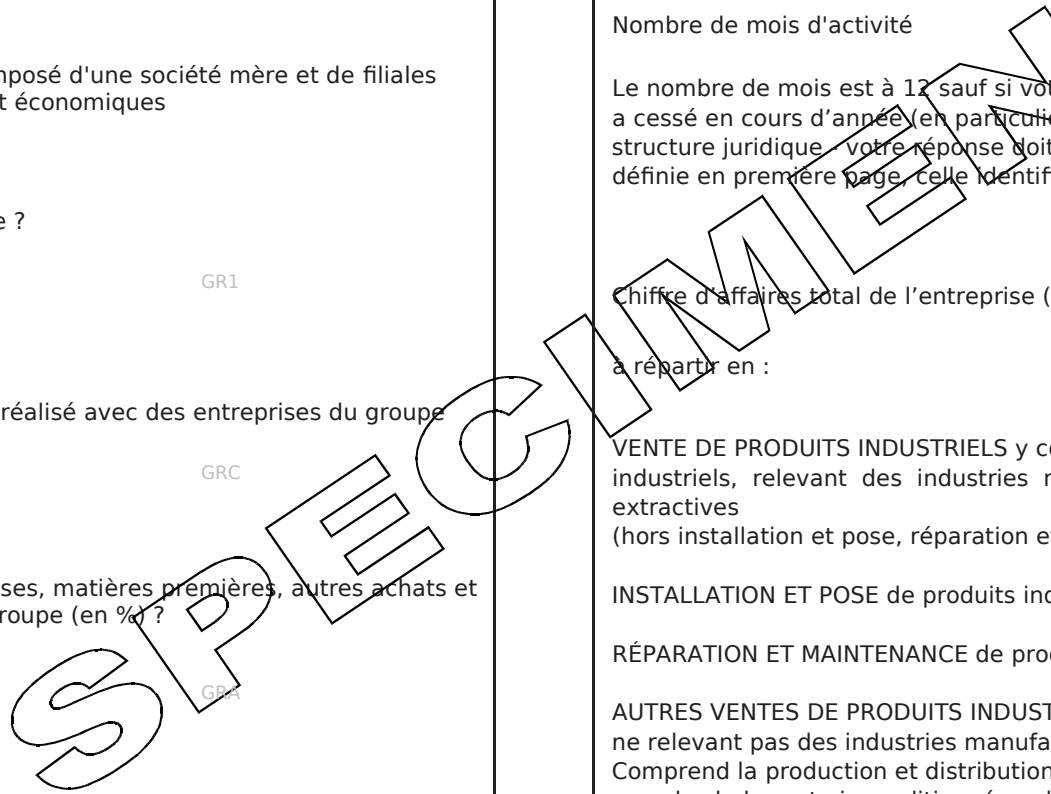 mposé d'une société mère et de filiales
t économiques
e ?
GR1
réalisé avec des entreprises du groupe
GRC
ses, matières premières, autres achats et
roupe (en %) ?
GRA
SPECIMEN
Nombre de mois d'activité
Le nombre de mois est à 12 sauf si vot
a cessé en cours d’année (en particuli
structure juridique - votre réponse doit
définie en première page, celle identif
Chiffre d’affaires total de l’entreprise (
à répartir en :
VENTE DE PRODUITS INDUSTRIELS y c
industriels, relevant des industries
extractives
(hors installation et pose, réparation e
INSTALLATION ET POSE de produits in
RÉPARATION ET MAINTENANCE de pro
AUTRES VENTES DE PRODUITS INDUST
ne relevant pas des industries manufa
Comprend la production et distribution